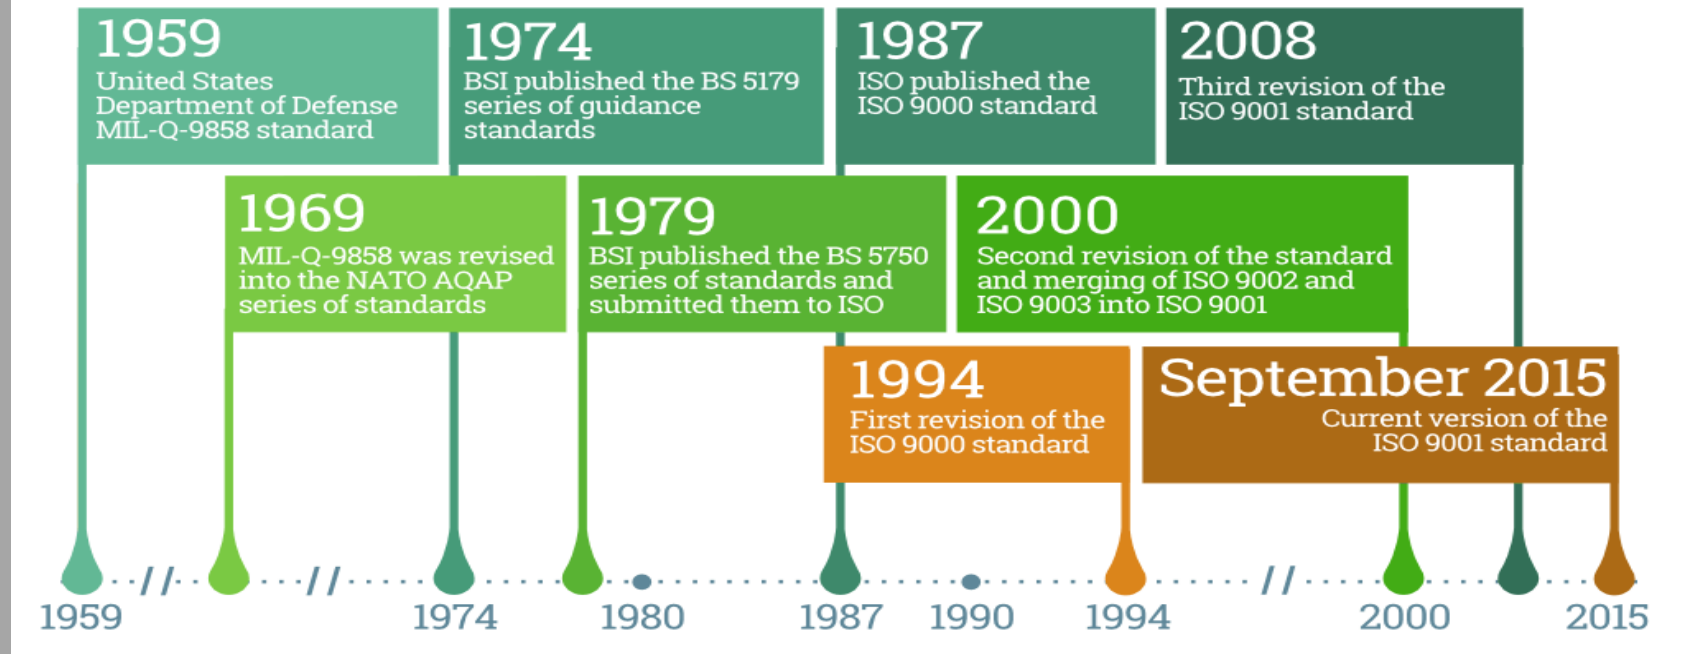 1959
United States
Department of Defense
MIL-Q-9858 standard
1974
BSI published the BS 5179
series of guidance
standards
1987
ISO published the
ISO 9000 standard
2008
Third revision of the
ISO 9001 standard
1969
MIL-Q-9858 was revised
into the NATO AQAP
series of standards
1979
BSI published the BS 5750
series of standards and
submitted them to ISO
2000
Second revision of the standard
and merging of ISO 9002 and
ISO 9003 into ISO 9001
1994
First revision of the
ISO 9000 standard
September 2015
Current version of the
ISO 9001 standard
1959 1974 1980 1987 1990 1994 2000 2015